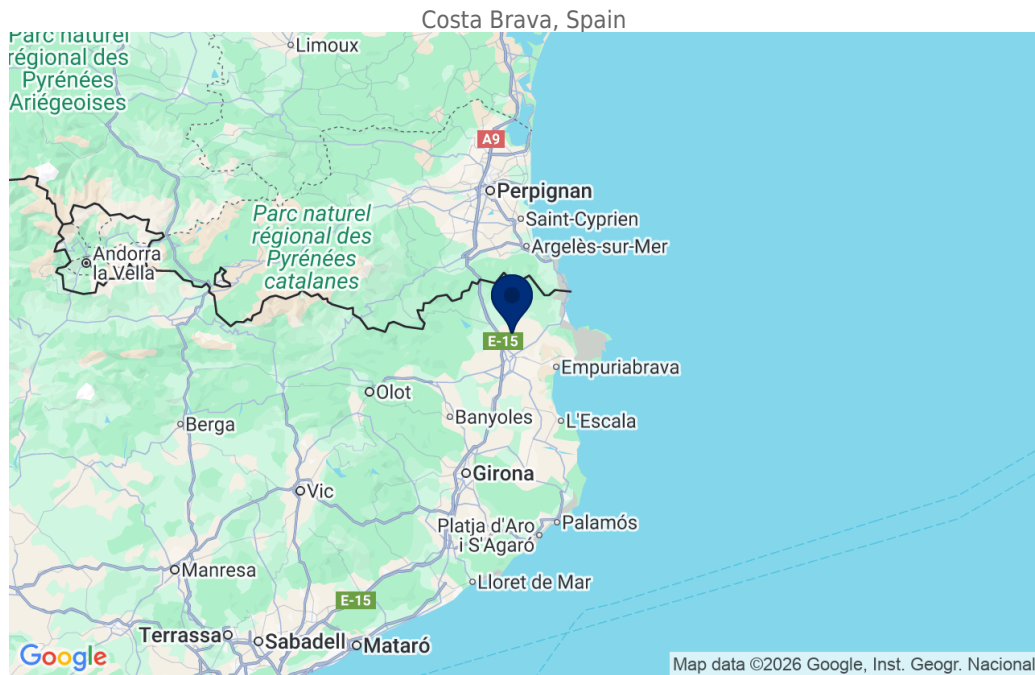 Costa Brava, Spain
Parc naturel
régional des
Pyrénées
Ariégeoises
Limoux
A9
Perpignan
Saint-Cyprien
Argelès-sur-Mer
Parc naturel
régional des
Pyrénées
catalanes
Andorra
la Vella
E-15
Empuriabrava
Olot
Banyoles
L'Escala
Berga
Girona
Vic
Palamós
Platja d'Aro
i S'Agaró
Manresa
Lloret de Mar
E-15
Terrassa
Sabadell
Mataró
Google
Map data ©2026 Google, Inst. Geogr. Nacional